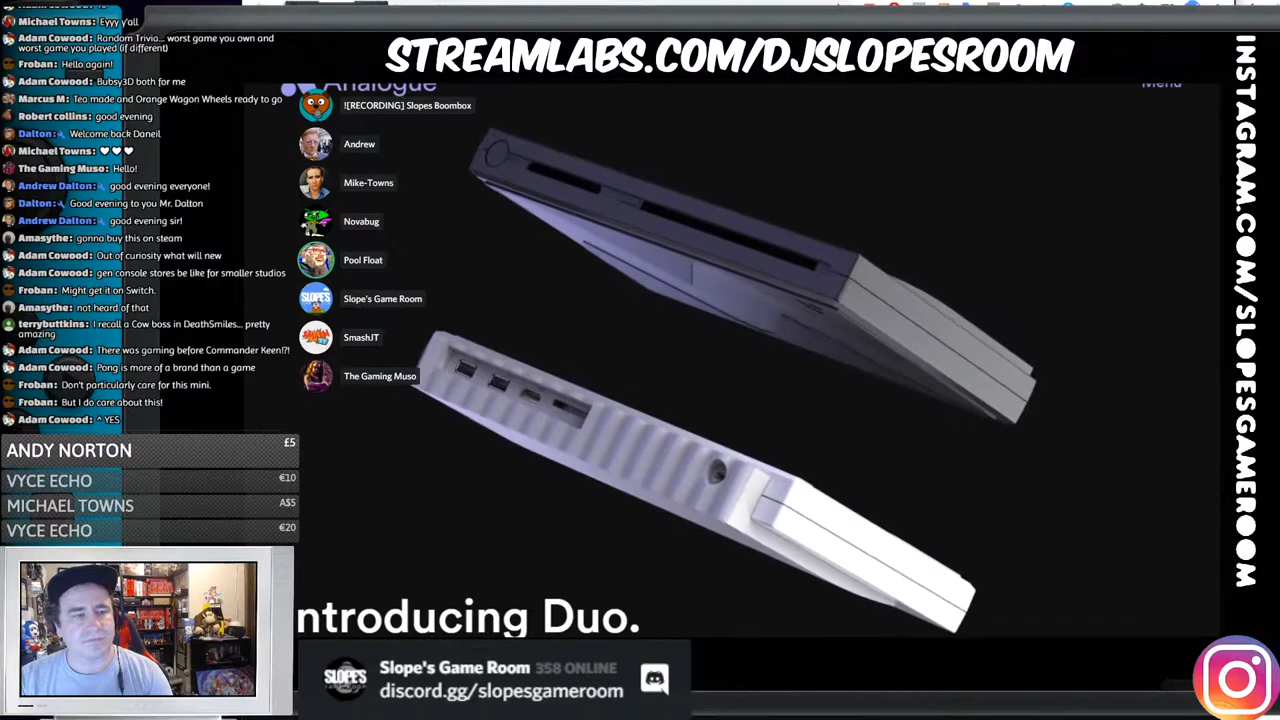 Michael Towns: Eyyy y'all
Adam Cowood: Random Trivia... worst game you own and
worst game you played (if different)
Froban: Hello again!
Adam Cowood: Bubsy3D both for me
Marcus M: Tea made and Orange Wagon Wheels ready to go
Robert collins: good evening
Dalton: Welcome back Daneil
Michael Towns: ♥♥♥
The Gaming Muso: Hello!
Andrew Dalton: good evening everyone!
Dalton: Good evening to you Mr. Dalton
Andrew Dalton: good evening sir!
Amasythe: gonna buy this on steam
Adam Cowood: Out of curiosity what will new
Adam Cowood: gen console stores be like for smaller studios
Froban: Might get it on Switch.
Amasythe: not heard of that
terrybuttkins: I recall a Cow boss in DeathSmiles... pretty
amazing
Adam Cowood: There was gaming before Commander Keen!?!
Adam Cowood: Pong is more of a brand than a game
Froban: Don't particularly care for this mini.
Froban: But I do care about this!
Adam Cowood: ^ YES
ANDY NORTON £5
VYCE ECHO €10
MICHAEL TOWNS A$5
VYCE ECHO €20
STREAMLABS.COM/DJSLOPESROOM
Analogue
Menu
![RECORDING] Slopes Boombox
Andrew
Mike-Towns
Novabug
Pool Float
SLOPES
Slope's Game Room
SmashJT
The Gaming Muso
ntroducing Duo.
SLOPES
Slope's Game Room 358 ONLINE
discord.gg/slopesgameroom
INSTAGRAM.COM/SLOPESGAMEROOM